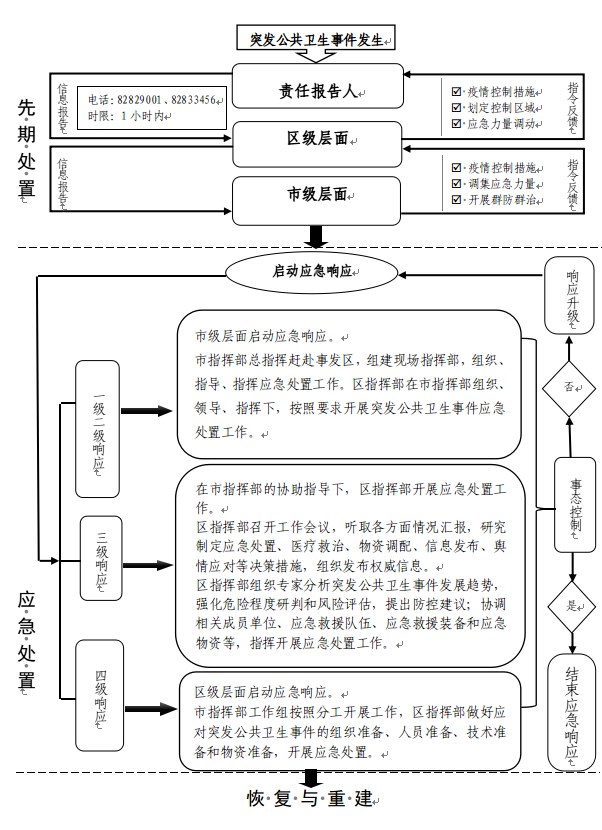 突发公共卫生事件发生
先期处置
信息报告
电话：82829001、82833456
时限：1 小时内
责任报告人
疫情控制措施
划定控制区域
应急力量调动
指令反馈
区级层面
信息报告
市级层面
疫情控制措施
调集应急力量
开展群防群治
指令反馈
启动应急响应
响应升级
否
事态控制
是
结束应急响应
应急处置
一级二级响应
市级层面启动应急响应。
市指挥部总指挥赶赴事发区，组建现场指挥部，组织、
指导、指挥应急处置工作。区指挥部在市指挥部组织、
领导、指挥下，按照要求开展突发公共卫生事件应急
处置工作。
三级响应
在市指挥部的协助指导下，区指挥部开展应急处置工
作。
区指挥部召开工作会议，听取各方面情况汇报，研究
制定应急处置、医疗救治、物资调配、信息发布、舆
情应对等决策措施，组织发布权威信息。
区指挥部组织专家分析突发公共卫生事件发展趋势，
强化危险程度研判和风险评估，提出防控建议；协调
相关成员单位、应急救援队伍、应急救援装备和应急
物资等，指挥开展应急处置工作。
四级响应
区级层面启动应急响应。
市指挥部工作组按照分工开展工作，区指挥部做好应
对突发公共卫生事件的组织准备、人员准备、技术准
备和物资准备，开展应急处置。
恢复与重建